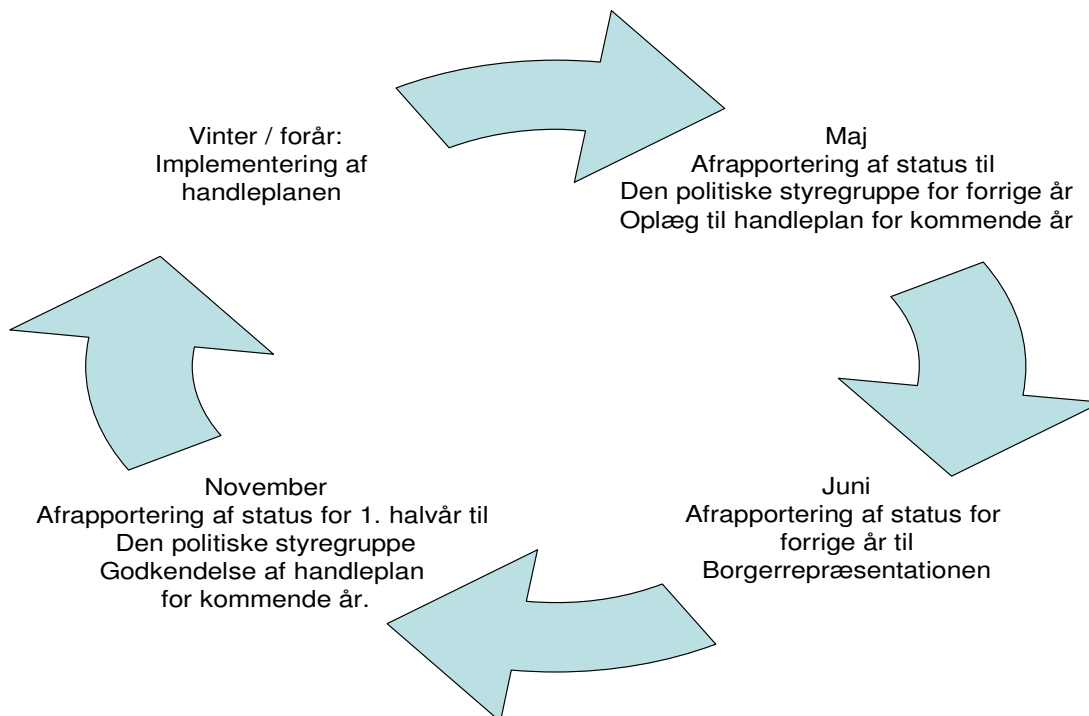 Vinter / forår:
Implementering af
handleplanen
Maj
Afrapportering af status til
Den politiske styregruppe for forrige år
Oplæg til handleplan for kommende år
Juni
Afrapportering af status for
forrige år til
Borgerrepræsentationen
November
Afrapportering af status for 1. halvår til
Den politiske styregruppe
Godkendelse af handleplan
for kommende år.